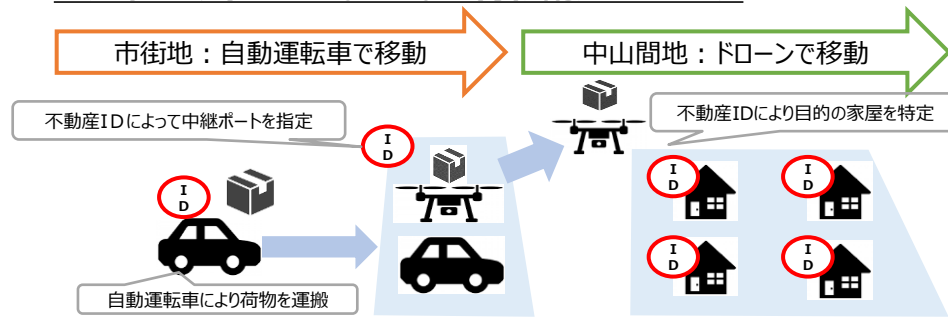 市街地：自動運転車で移動
中山間地：ドローンで移動
不動産IDによって中継ポートを指定
不動産IDにより目的の家屋を特定
ID
ID
ID
ID
ID
ID
自動運転車により荷物を運搬